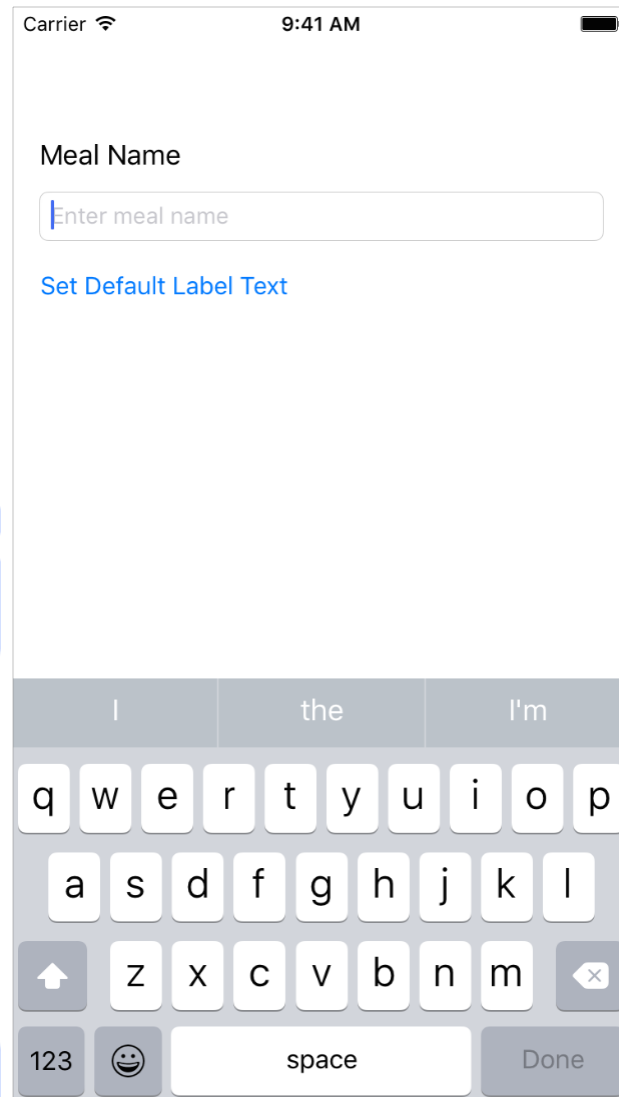 Carrier 9:41 AM
Meal Name
Enter meal name
Set Default Label Text
I the I'm
q w e r t y u i o p
a s d f g h j k l
z x c v b n m
123 space Done